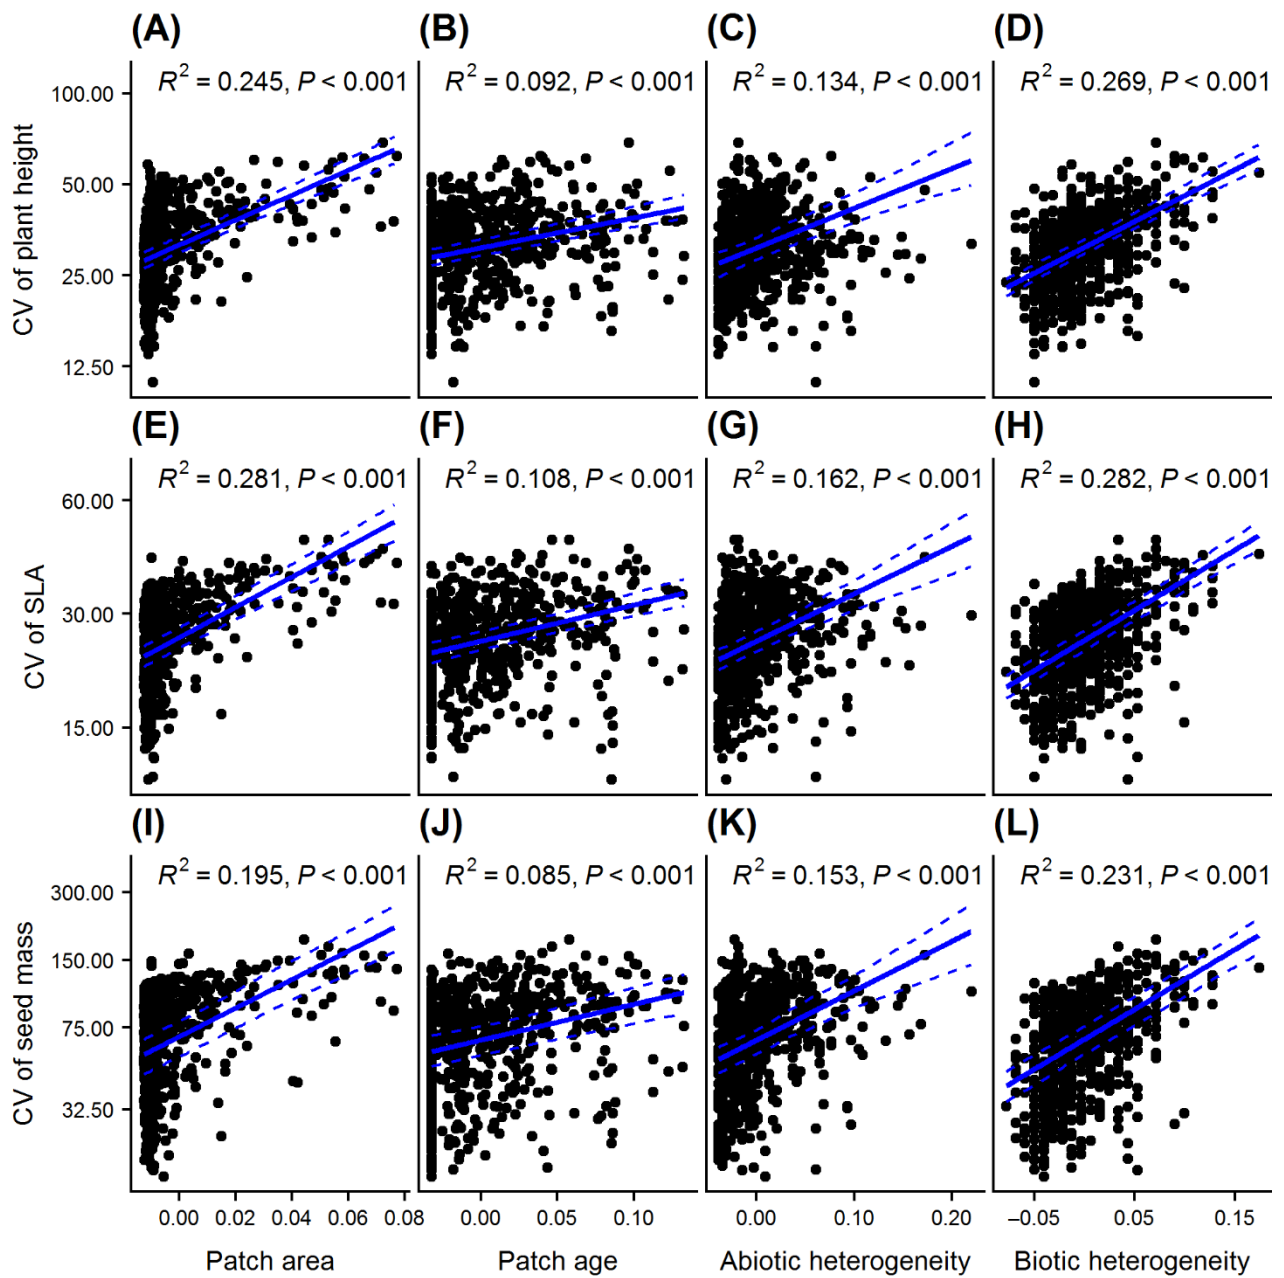 (A) (B) (C) (D)
R² = 0.245, P < 0.001 R² = 0.092, P < 0.001 R² = 0.134, P < 0.001 R² = 0.269, P < 0.001
CV of plant height
100.00
50.00
25.00
12.50
(E) (F) (G) (H)
R² = 0.281, P < 0.001 R² = 0.108, P < 0.001 R² = 0.162, P < 0.001 R² = 0.282, P < 0.001
CV of SLA
60.00
30.00
15.00
(I) (J) (K) (L)
R² = 0.195, P < 0.001 R² = 0.085, P < 0.001 R² = 0.153, P < 0.001 R² = 0.231, P < 0.001
CV of seed mass
300.00
150.00
75.00
32.50
0.00 0.02 0.04 0.06 0.08 0.00 0.10 0.00 0.10 0.20 −0.05 0.05 0.15
Patch area Patch age Abiotic heterogeneity Biotic heterogeneity